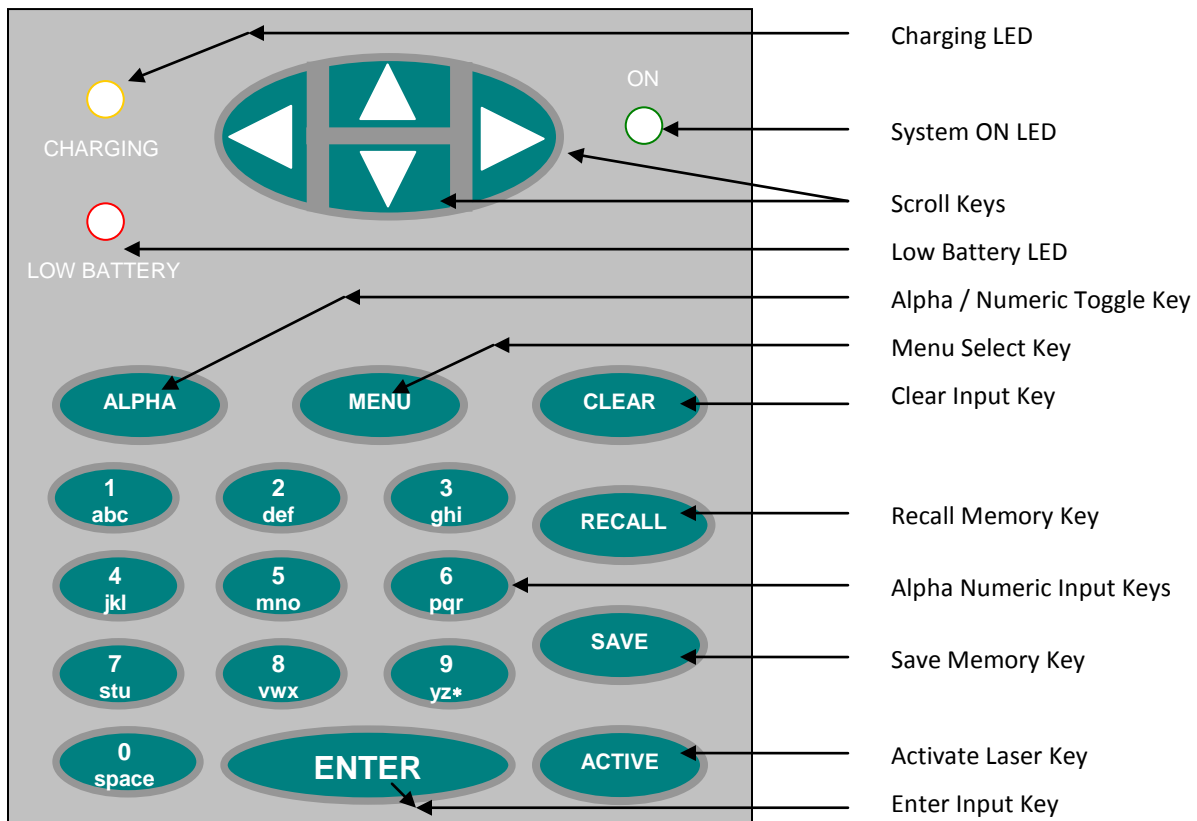 Charging LED
ON
System ON LED
CHARGING
Scroll Keys
Low Battery LED
LOW BATTERY
Alpha / Numeric Toggle Key
Menu Select Key
ALPHA
MENU
CLEAR
Clear Input Key
1
abc
2
def
3
ghi
RECALL
Recall Memory Key
4
jkl
5
mno
6
pqr
Alpha Numeric Input Keys
SAVE
Save Memory Key
7
stu
8
vwx
9
yz*
0
space
ENTER
ACTIVE
Activate Laser Key
Enter Input Key